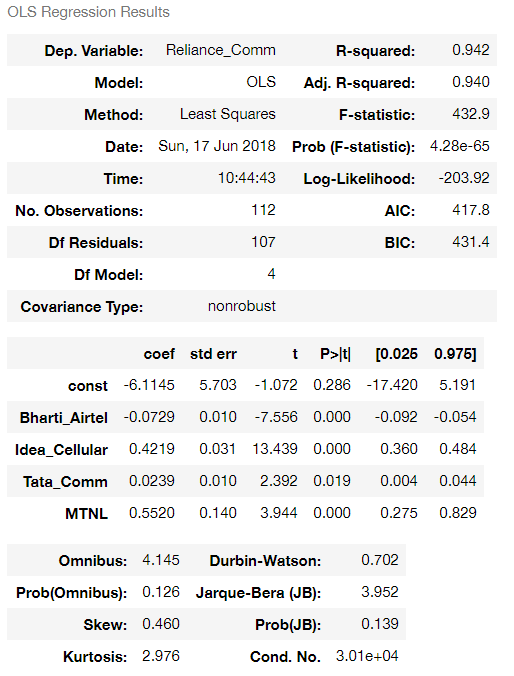 OLS Regression Results
Dep. Variable: Reliance_Comm R-squared: 0.942
Model: OLS Adj. R-squared: 0.940
Method: Least Squares F-statistic: 432.9
Date: Sun, 17 Jun 2018 Prob (F-statistic): 4.28e-65
Time: 10:44:43 Log-Likelihood: -203.92
No. Observations: 112 AIC: 417.8
Df Residuals: 107 BIC: 431.4
Df Model: 4
Covariance Type: nonrobust
coef std err t P>|t| [0.025 0.975]
const -6.1145 5.703 -1.072 0.286 -17.420 5.191
Bharti_Airtel -0.0729 0.010 -7.556 0.000 -0.092 -0.054
Idea_Cellular 0.4219 0.031 13.439 0.000 0.360 0.484
Tata_Comm 0.0239 0.010 2.392 0.019 0.004 0.044
MTNL 0.5520 0.140 3.944 0.000 0.275 0.829
Omnibus: 4.145 Durbin-Watson: 0.702
Prob(Omnibus): 0.126 Jarque-Bera (JB): 3.952
Skew: 0.460 Prob(JB): 0.139
Kurtosis: 2.976 Cond. No. 3.01e+04